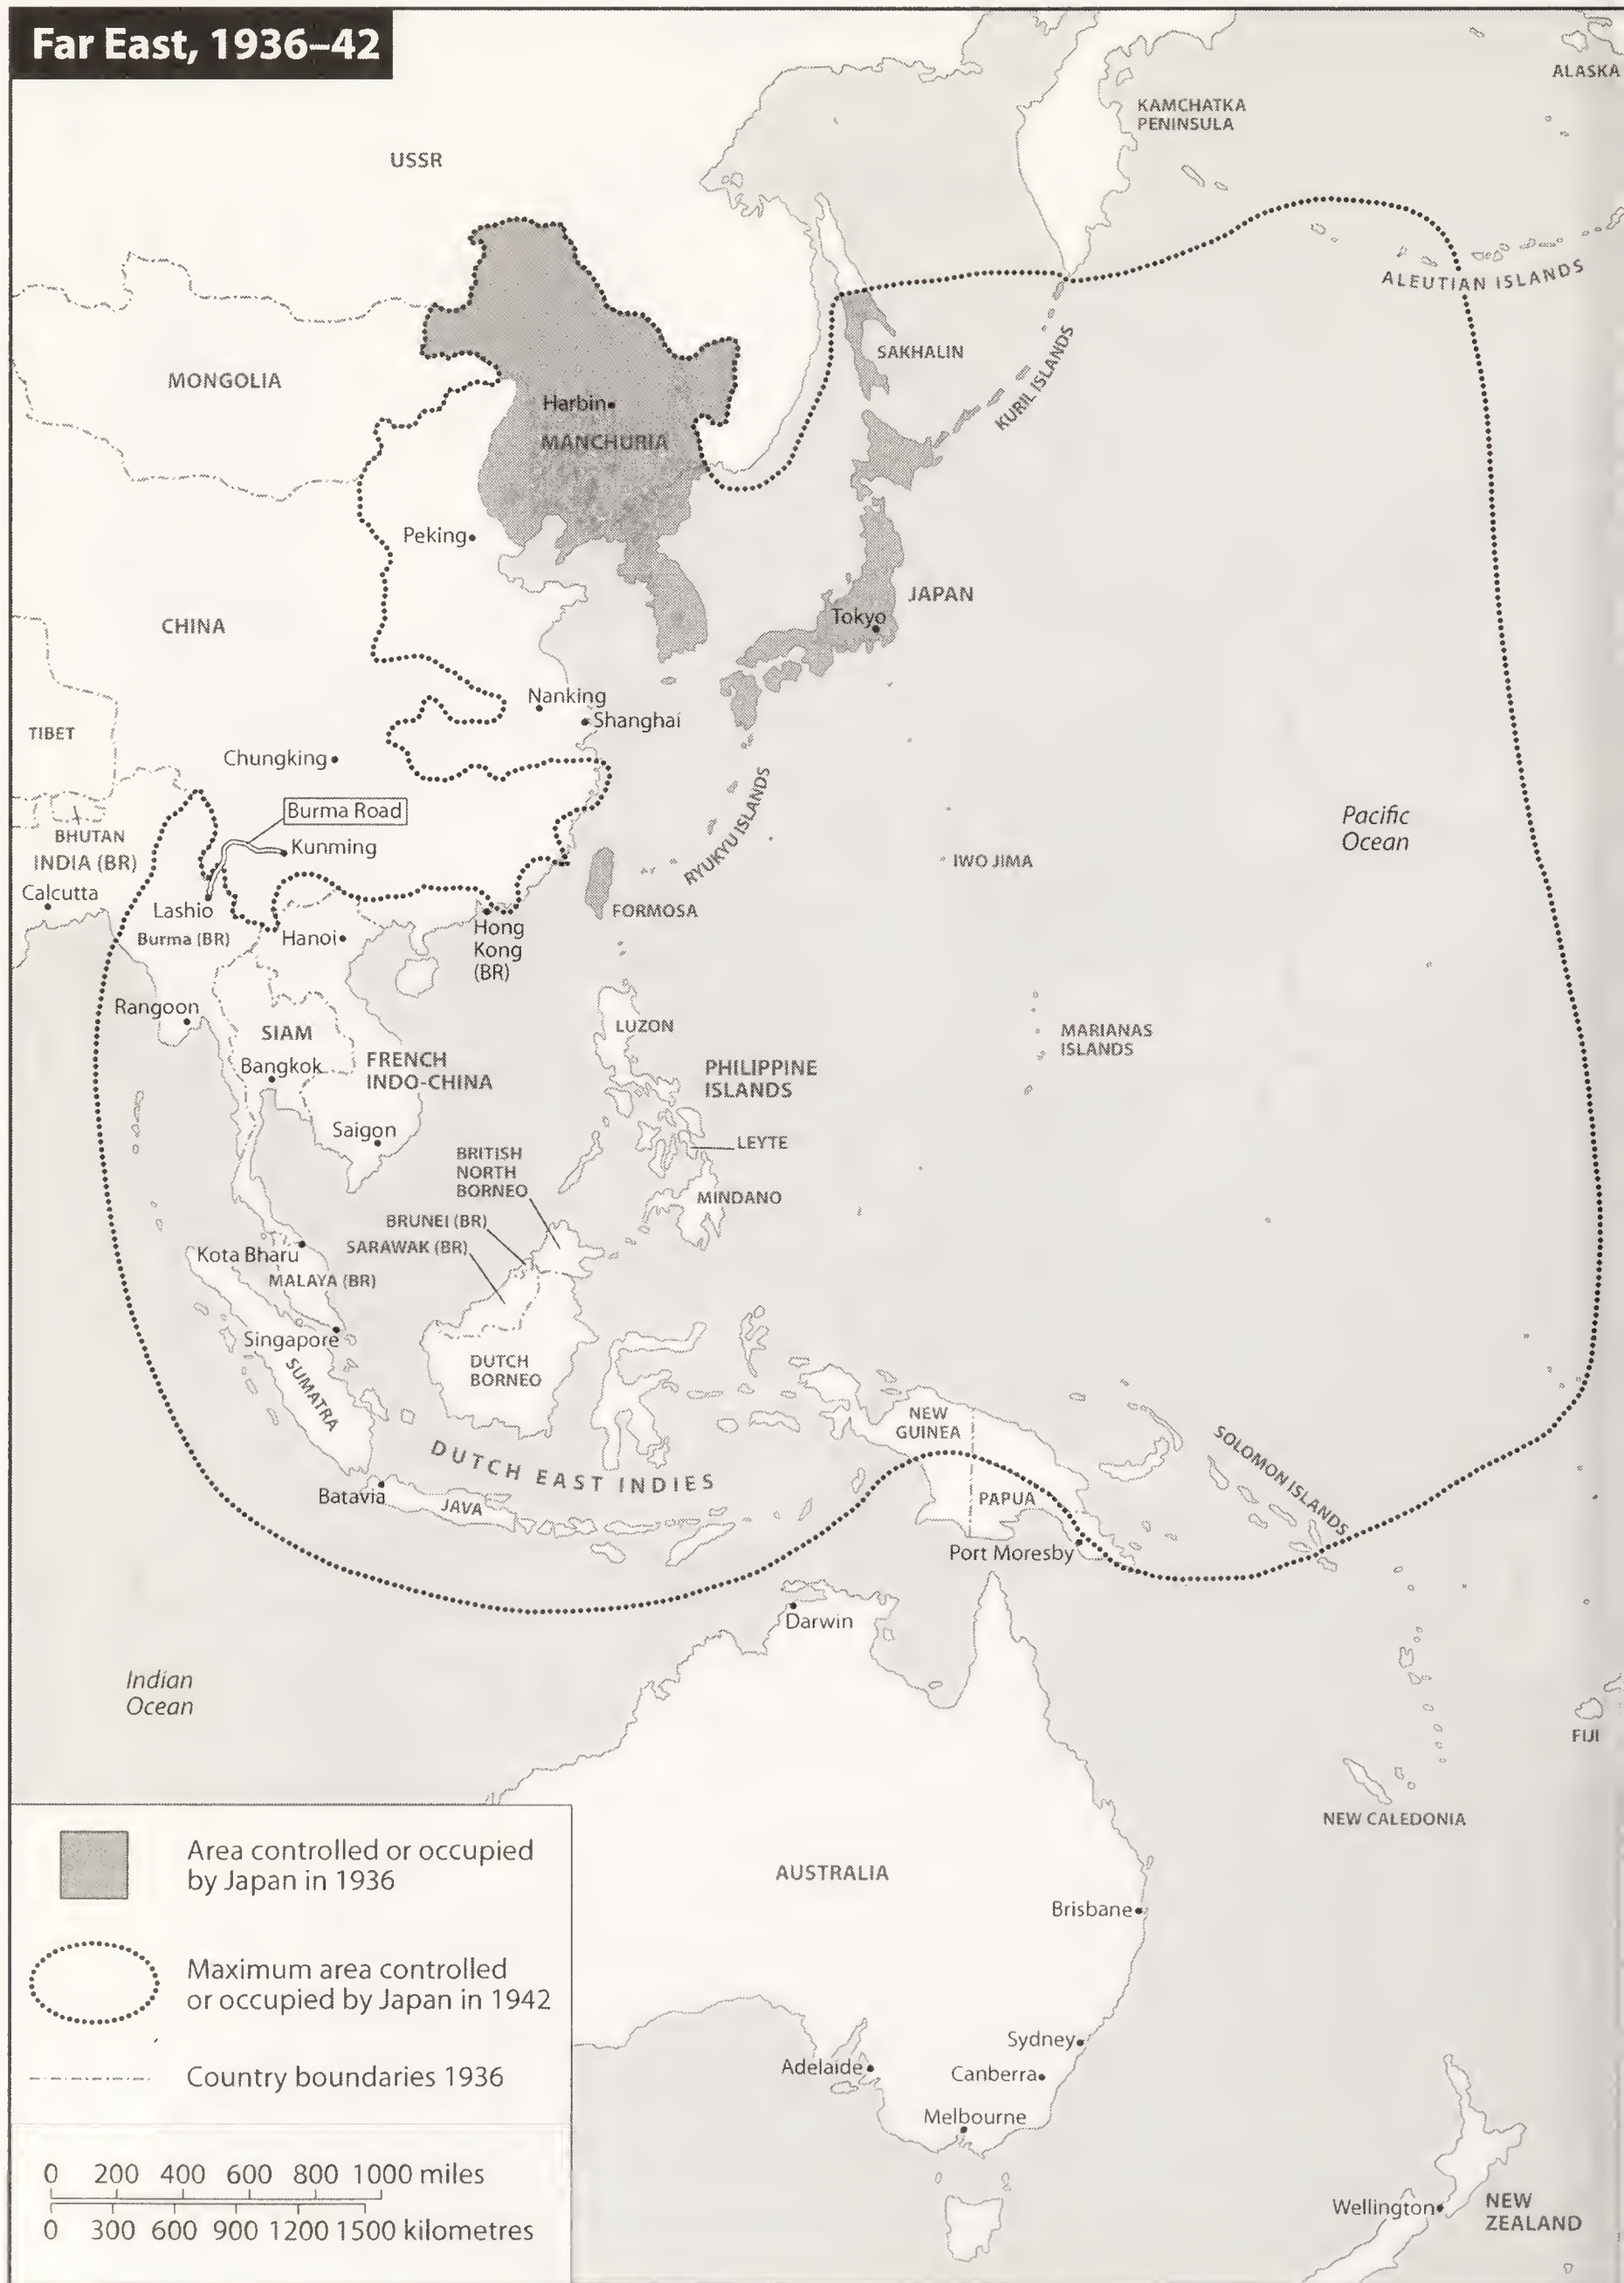 Far East, 1936–42
ALASKA
KAMCHATKA
PENINSULA
USSR
ALEUTIAN ISLANDS
SAKHALIN
KURIL ISLANDS
MONGOLIA
Harbin
MANCHURIA
Peking
JAPAN
Tokyo
CHINA
Nanking
Shanghai
TIBET
Chungking
RYUKYU ISLANDS
Burma Road
Pacific
Ocean
BHUTAN
Kunming
INDIA (BR)
IWO JIMA
Calcutta
Lashio
FORMOSA
Burma (BR)
Hanoi
Hong
Kong
(BR)
Rangoon
LUZON
SIAM
MARIANAS
ISLANDS
Bangkok
FRENCH
INDO-CHINA
PHILIPPINE
ISLANDS
Saigon
LEYTE
BRITISH
NORTH
BORNEO
MINDANO
BRUNEI (BR)
SARAWAK (BR)
Kota Bharu
MALAYA (BR)
Singapore
SUMATRA
DUTCH
BORNEO
NEW
GUINEA
SOLOMON ISLANDS
DUTCH EAST INDIES
Batavia
JAVA
PAPUA
Port Moresby
Darwin
Indian
Ocean
FIJI
NEW CALEDONIA
AUSTRALIA
Brisbane
Sydney
Adelaide
Canberra
Melbourne
Wellington
NEW
ZEALAND
Area controlled or occupied
by Japan in 1936
Maximum area controlled
or occupied by Japan in 1942
Country boundaries 1936
0 200 400 600 800 1000 miles
0 300 600 900 1200 1500 kilometres